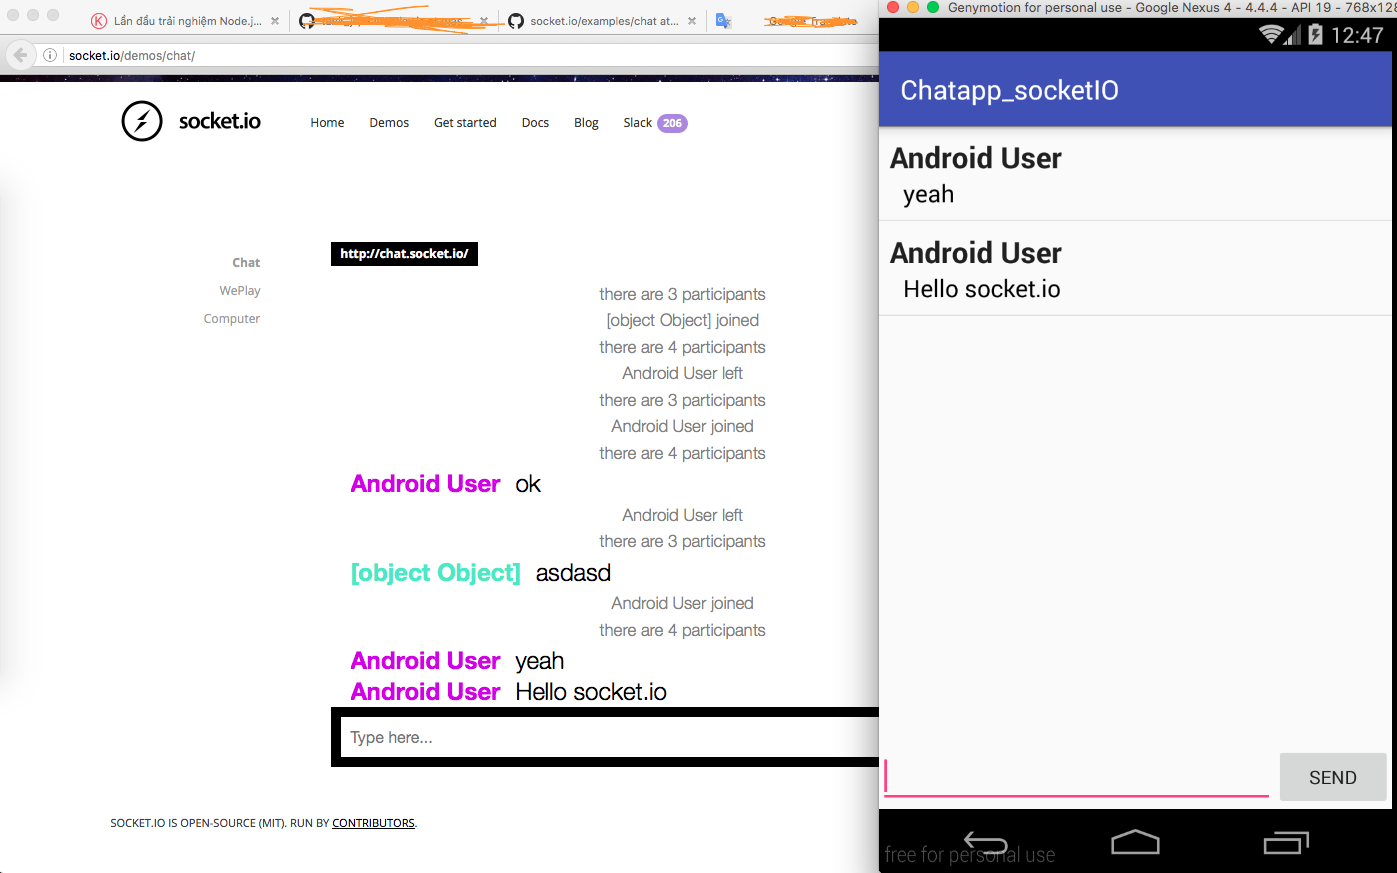 Lần đầu trải nghiệm Node.j...
socket.io/examples/chat at...
socket.io/demos/chat/
socket.io
Home
Demos
Get started
Docs
Blog
Slack 206
Chat
WePlay
Computer
http://chat.socket.io/
there are 3 participants
[object Object] joined
there are 4 participants
Android User left
there are 3 participants
Android User joined
there are 4 participants
Android User ok
Android User left
there are 3 participants
[object Object] asdasd
Android User joined
there are 4 participants
Android User yeah
Android User Hello socket.io
Type here...
SOCKET.IO IS OPEN-SOURCE (MIT). RUN BY CONTRIBUTORS.
Genymotion for personal use - Google Nexus 4 - 4.4.4 - API 19 - 768x128
12:47
Chatapp_socketIO
Android User
yeah
Android User
Hello socket.io
SEND
free for personal use